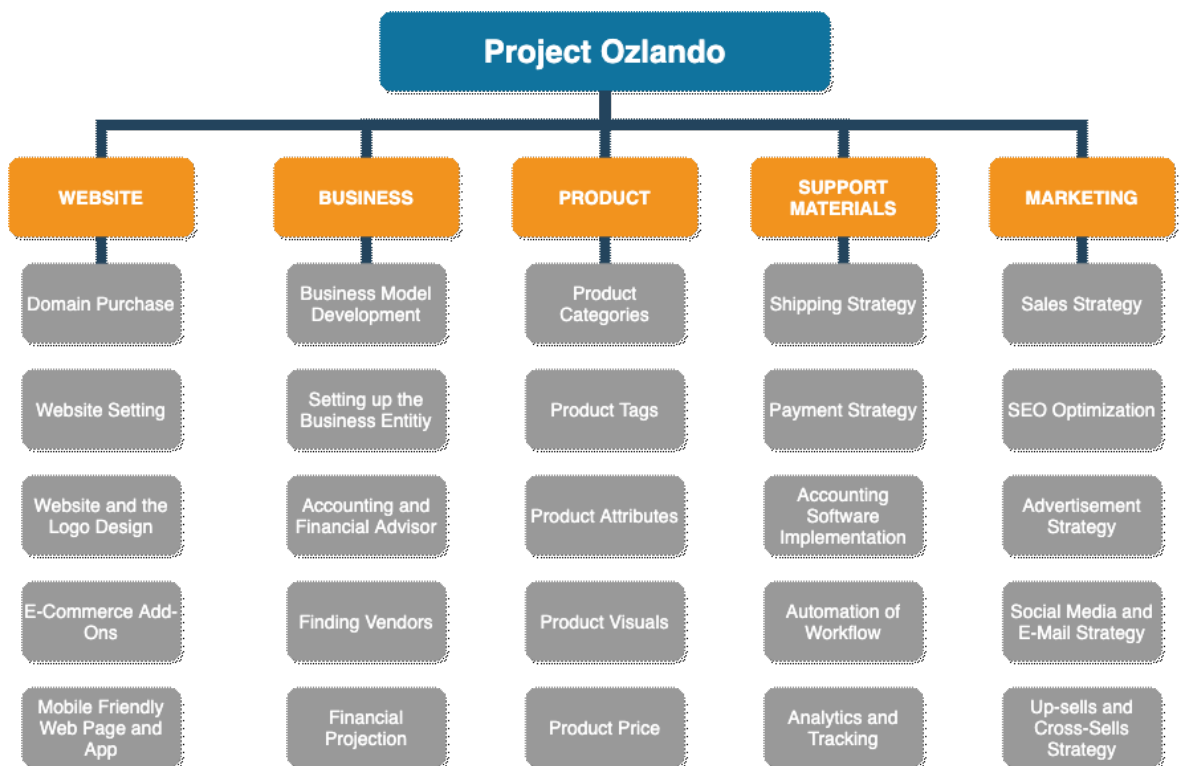 Project Ozlando
WEBSITE
BUSINESS
PRODUCT
SUPPORT
MATERIALS
MARKETING
Domain Purchase
Business Model
Development
Product
Categories
Shipping Strategy
Sales Strategy
Website Setting
Setting up the
Business Entitiy
Product Tags
Payment Strategy
SEO Optimization
Website and the
Logo Design
Accounting and
Financial Advisor
Product Attributes
Accounting
Software
Implementation
Advertisement
Strategy
E-Commerce Add-
Ons
Finding Vendors
Product Visuals
Automation of
Workflow
Social Media and
E-Mail Strategy
Mobile Friendly
Web Page and
App
Financial
Projection
Product Price
Analytics and
Tracking
Up-sells and
Cross-Sells
Strategy